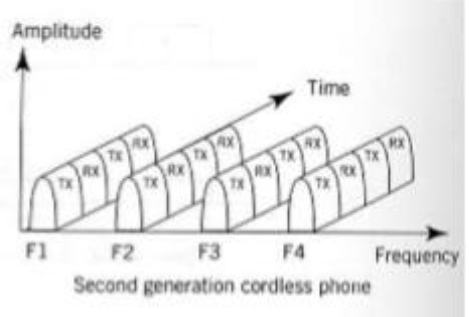 Amplitude
Time
TX RX TX RX
TX RX TX RX
TX RX TX RX
TX RX TX RX
F1 F2 F3 F4 Frequency
Second generation cordless phone